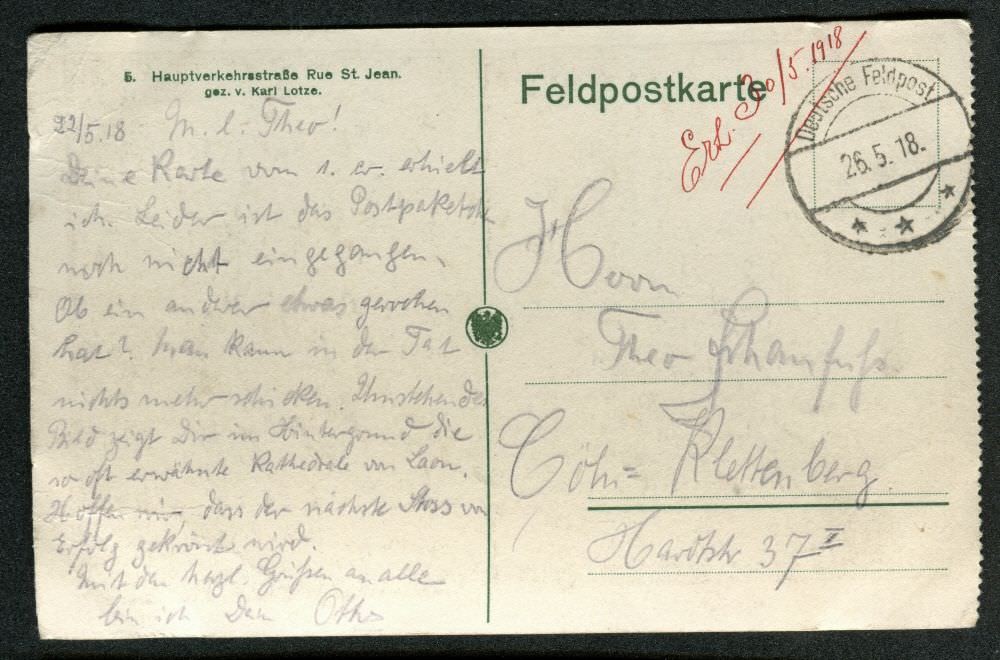 5. Hauptverkehrsstraße Rue St. Jean.
gez. v. Karl Lotze.
22/5.18 M. l. Theo!
Deine Karte vom 1. cr. erhielt
ich. Leider ist das Postpaketchen
noch nicht eingegangen.
Ob ein anderer etwas gerochen
hat? Man kann in der Tat
nichts mehr schicken. Umstehendes
Bild zeigt Dir im Hintergrund die
so oft erwähnte Kathedrale von Laon.
Hoffen wir, dass der nächste Stoss von
Erfolg gekrönt wird.
Mit den herzl. Grüßen an alle
bin ich Dein Otto
Feldpostkarte
Erh. 30/5.1918
Deutsche Feldpost
26.5.18.
Herrn
Theo
Cöln-Klettenberg
Hardtstr 37 I